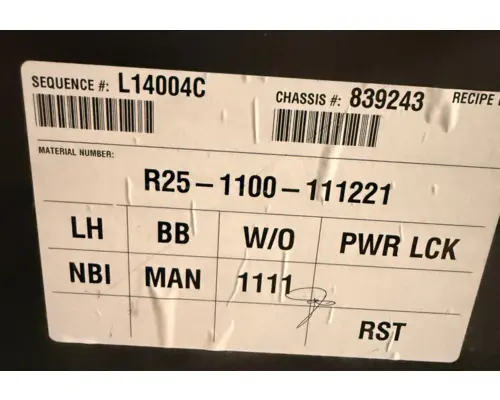 SEQUENCE #: L14004C
CHASSIS #: 839243
RECIPE
MATERIAL NUMBER:
R25-1100-111221
LH BB W/O PWR LCK
NBI MAN 1111
RST